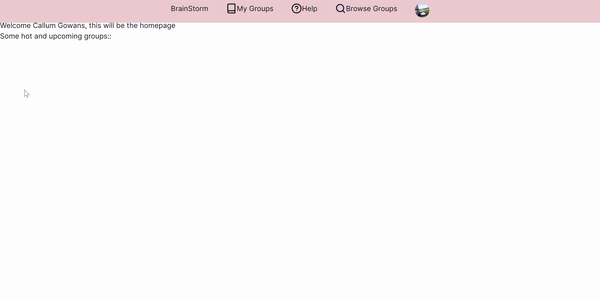 BrainStorm My Groups Help Browse Groups
Welcome Callum Gowans, this will be the homepage
Some hot and upcoming groups::